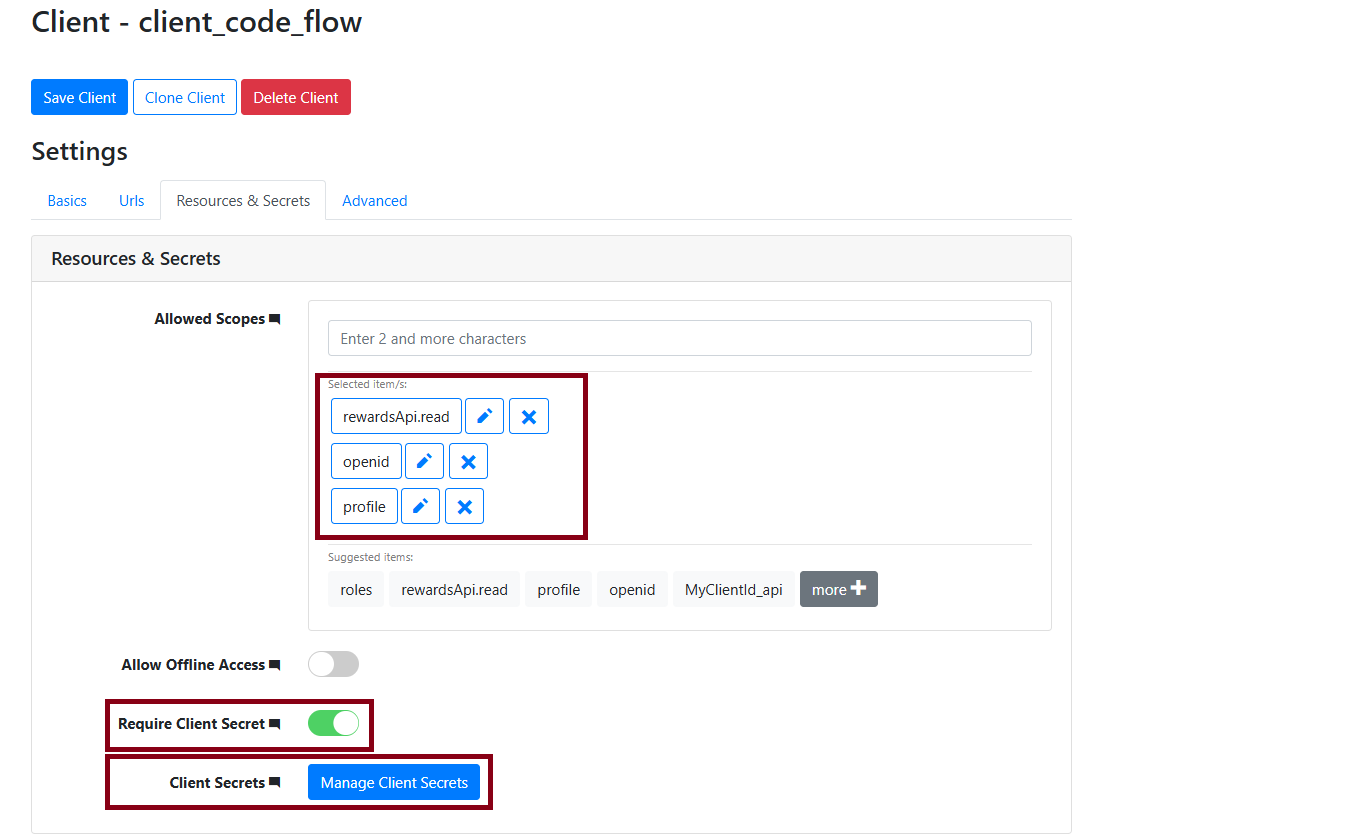 Client - client_code_flow
Save Client Clone Client Delete Client
Settings
Basics Urls Resources & Secrets Advanced
Resources & Secrets
Allowed Scopes
Enter 2 and more characters
Selected item/s:
rewardsApi.read
openid
profile
Suggested items:
roles rewardsApi.read profile openid MyClientId_api more
Allow Offline Access
Require Client Secret
Client Secrets Manage Client Secrets